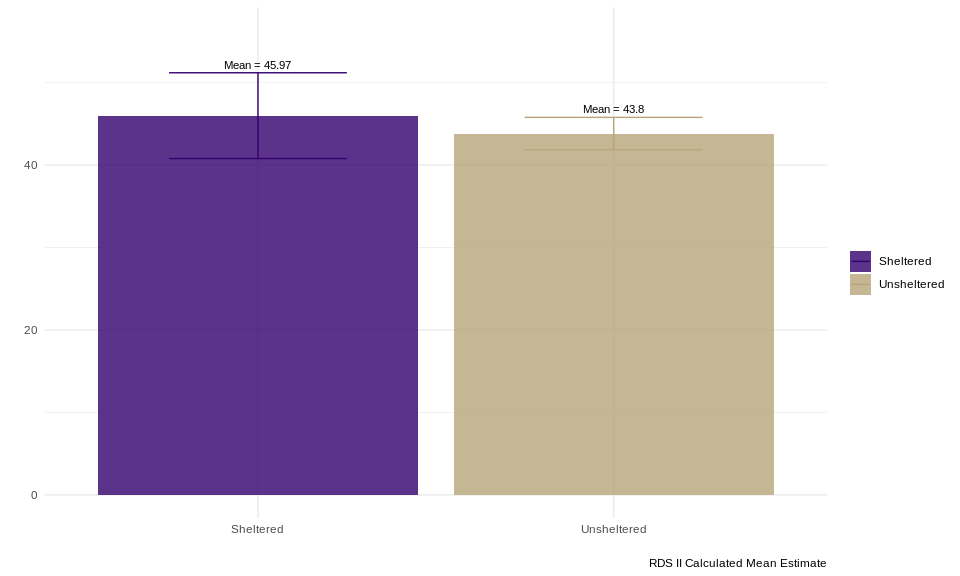 Mean = 45.97
Mean = 43.8
40
20
0
Sheltered
Unsheltered
Sheltered
Unsheltered
RDS II Calculated Mean Estimate